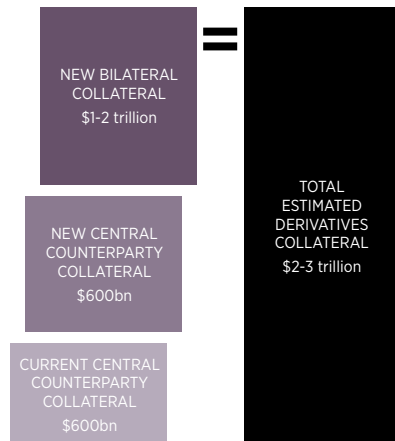 NEW BILATERAL
COLLATERAL
$1-2 trillion
=
NEW CENTRAL
COUNTERPARTY
COLLATERAL
$600bn
CURRENT CENTRAL
COUNTERPARTY
COLLATERAL
$600bn
TOTAL
ESTIMATED
DERIVATIVES
COLLATERAL
$2-3 trillion